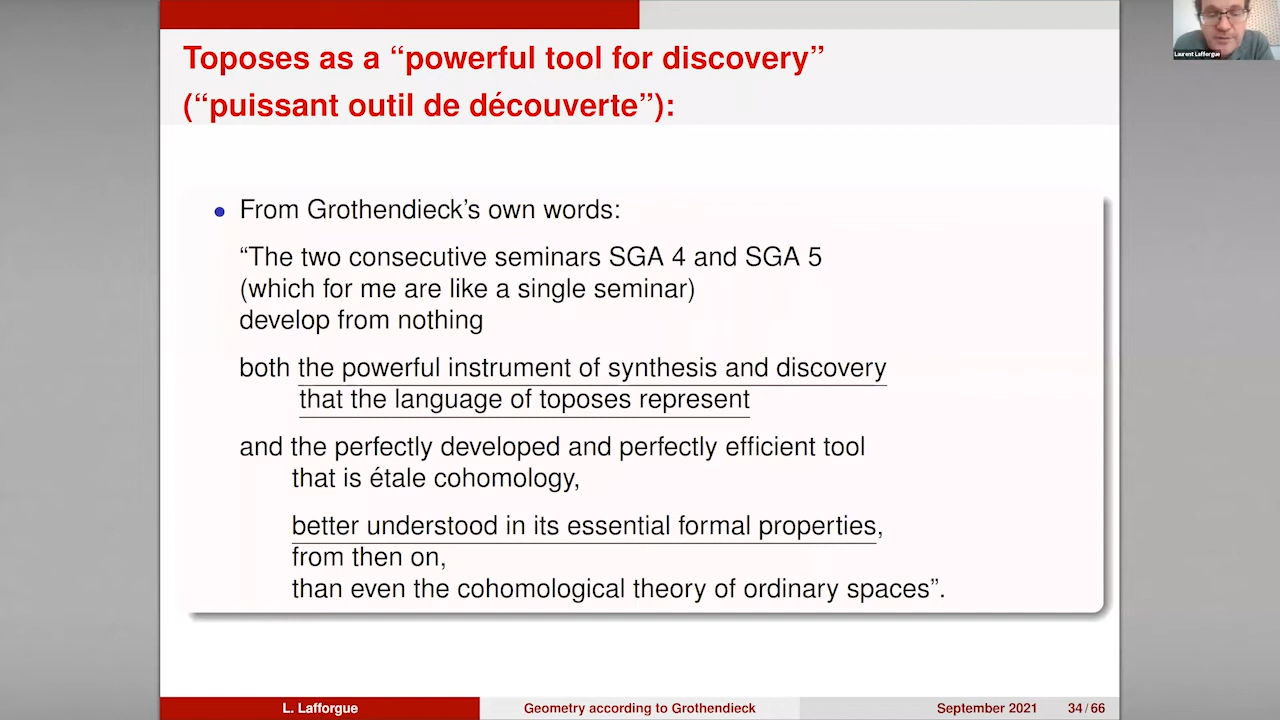 Laurent Lafforgue
Toposes as a “powerful tool for discovery”
(“puissant outil de découverte”):
• From Grothendieck’s own words:
“The two consecutive seminars SGA 4 and SGA 5
(which for me are like a single seminar)
develop from nothing
both the powerful instrument of synthesis and discovery
that the language of toposes represent
and the perfectly developed and perfectly efficient tool
that is étale cohomology,
better understood in its essential formal properties,
from then on,
than even the cohomological theory of ordinary spaces”.
L. Lafforgue Geometry according to Grothendieck September 2021 34 / 66